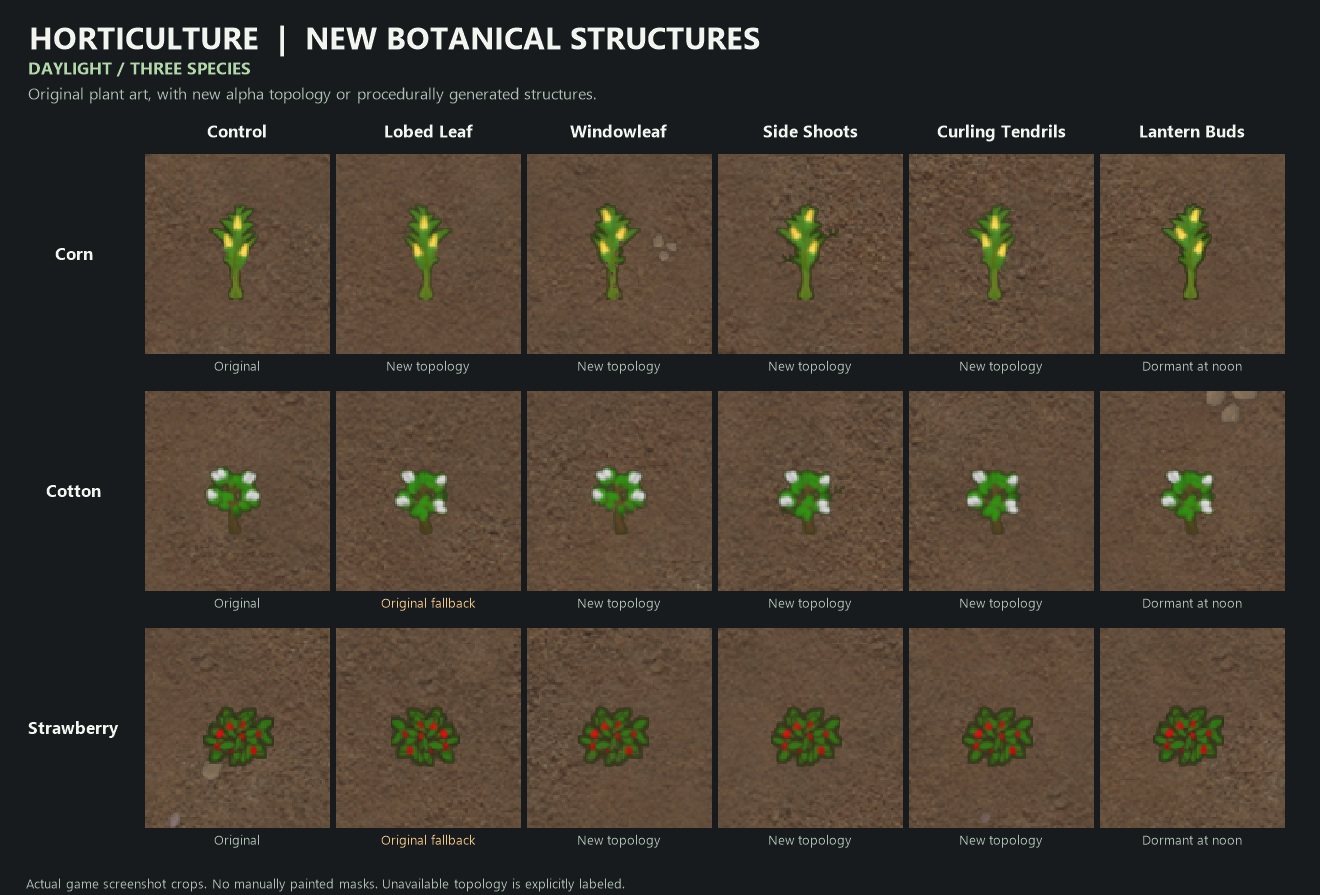 HORTICULTURE | NEW BOTANICAL STRUCTURES
DAYLIGHT / THREE SPECIES
Original plant art, with new alpha topology or procedurally generated structures.
Control Lobed Leaf Windowleaf Side Shoots Curling Tendrils Lantern Buds
Corn
Original New topology New topology New topology New topology Dormant at noon
Cotton
Original Original fallback New topology New topology New topology Dormant at noon
Strawberry
Original Original fallback New topology New topology New topology Dormant at noon
Actual game screenshot crops. No manually painted masks. Unavailable topology is explicitly labeled.